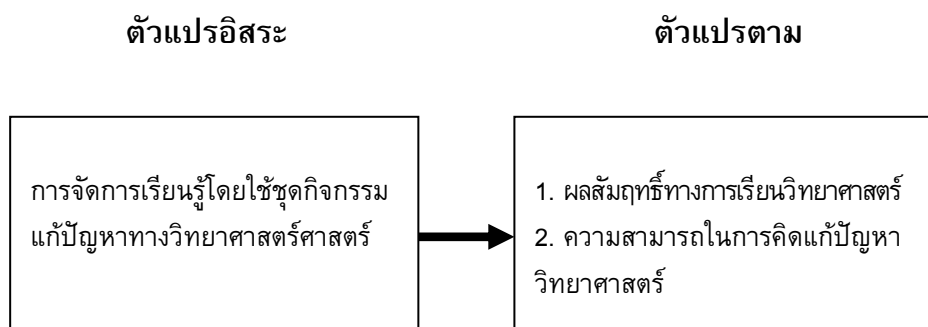 ตัวแปรอิสระ
ตัวแปรตาม
การจัดการเรียนรู้โดยใช้ชุดกิจกรรม
แก้ปัญหาทางวิทยาศาสตร์ศาสตร์
1. ผลสัมฤทธิ์ทางการเรียนวิทยาศาสตร์
2. ความสามารถในการคิดแก้ปัญหา
วิทยาศาสตร์